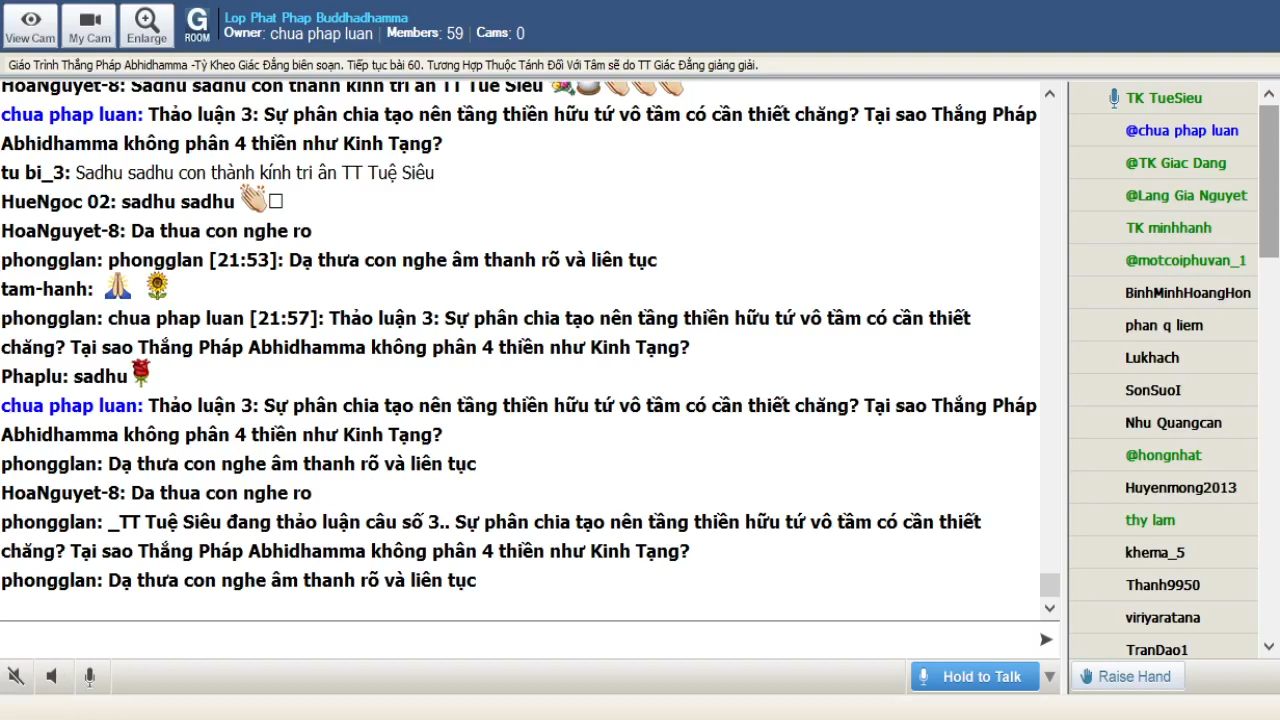 View Cam
My Cam
Enlarge
G
ROOM
Lop Phat Phap Buddhadhamma
Owner: chua phap luan | Members: 59 | Cams: 0
Giáo Trình Thắng Pháp Abhidhamma -Tỳ Kheo Giác Đẳng biên soạn. Tiếp tục bài 60. Tương Hợp Thuộc Tánh Đối Với Tâm sẽ do TT Giác Đẳng giảng giải.
HoaNguyet-8: Sadhu sadhu con thành kính tri ân TT Tuệ Siêu
chua phap luan: Thảo luận 3: Sự phân chia tạo nên tầng thiền hữu tứ vô tầm có cần thiết chăng? Tại sao Thắng Pháp
Abhidhamma không phân 4 thiền như Kinh Tạng?
tu bi_3: Sadhu sadhu con thành kính tri ân TT Tuệ Siêu
HueNgoc 02: sadhu sadhu
HoaNguyet-8: Da thua con nghe ro
phongglan: phongglan [21:53]: Dạ thưa con nghe âm thanh rõ và liên tục
tam-hanh:
phongglan: chua phap luan [21:57]: Thảo luận 3: Sự phân chia tạo nên tầng thiền hữu tứ vô tầm có cần thiết
chăng? Tại sao Thắng Pháp Abhidhamma không phân 4 thiền như Kinh Tạng?
Phaplu: sadhu
chua phap luan: Thảo luận 3: Sự phân chia tạo nên tầng thiền hữu tứ vô tầm có cần thiết chăng? Tại sao Thắng Pháp
Abhidhamma không phân 4 thiền như Kinh Tạng?
phongglan: Dạ thưa con nghe âm thanh rõ và liên tục
HoaNguyet-8: Da thua con nghe ro
phongglan: _TT Tuệ Siêu đang thảo luận câu số 3.. Sự phân chia tạo nên tầng thiền hữu tứ vô tầm có cần thiết
chăng? Tại sao Thắng Pháp Abhidhamma không phân 4 thiền như Kinh Tạng?
phongglan: Dạ thưa con nghe âm thanh rõ và liên tục
Hold to Talk
TK TueSieu
@chua phap luan
@TK Giac Dang
@Lang Gia Nguyet
TK minhhanh
@motcoiphuvan_1
BinhMinhHoangHon
phan q liem
Lukhach
SonSuoI
Nhu Quangcan
@hongnhat
Huyenmong2013
thy lam
khema_5
Thanh9950
viriyaratana
TranDao1
Raise Hand